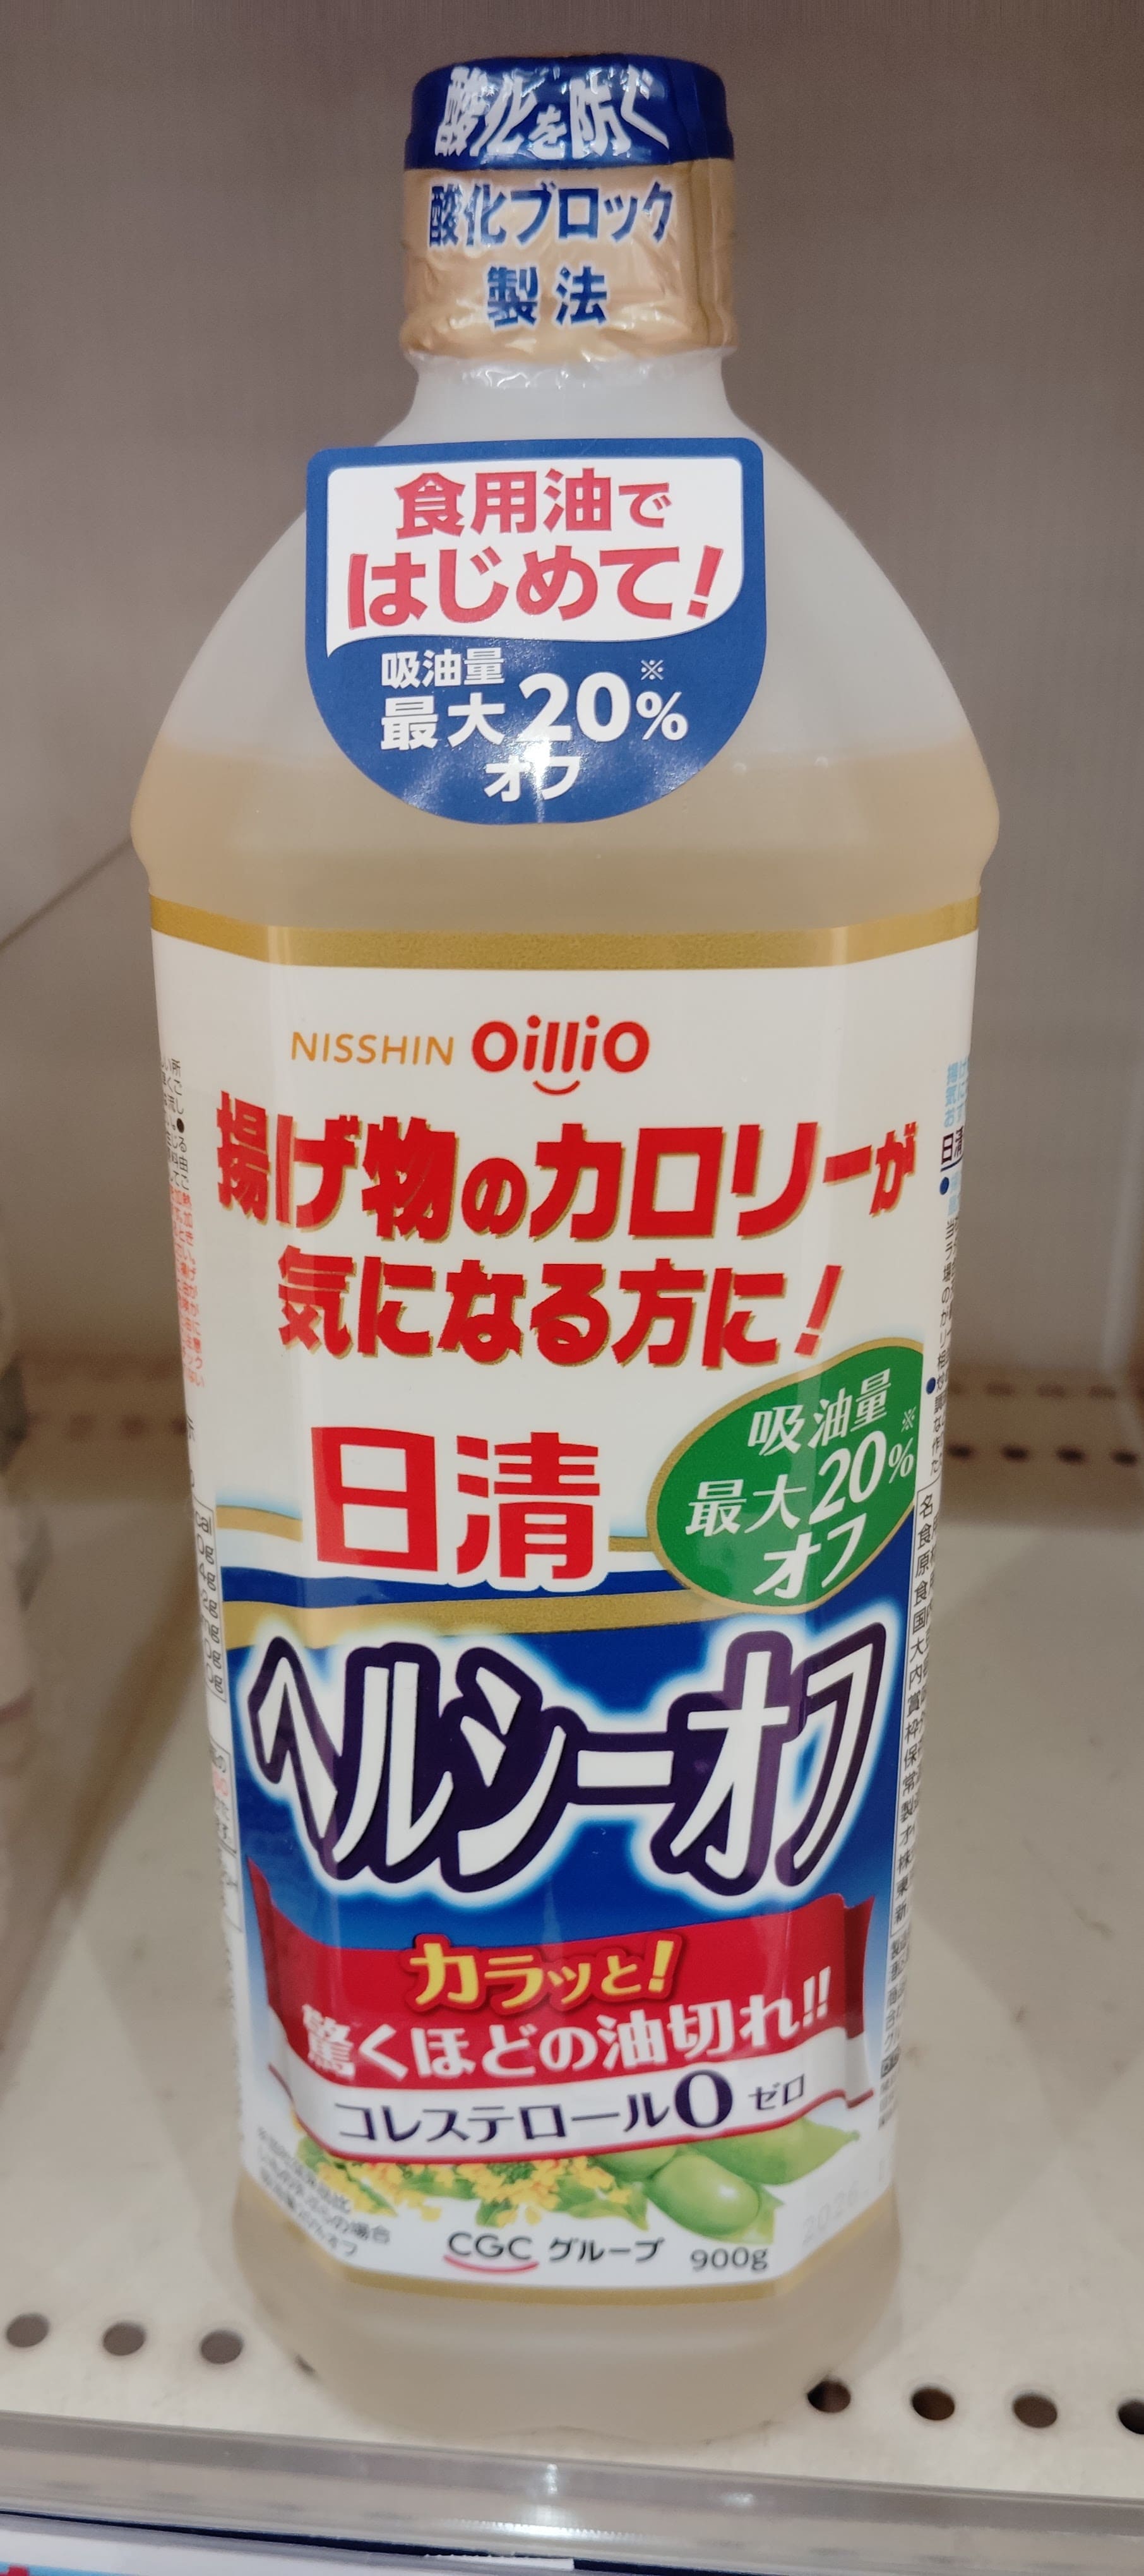 酸化を防ぐ
酸化ブロック
製法
食用油で
はじめて!
吸油量
最大20%※
オフ
NISSHIN OilliO
揚げ物のカロリーが
気になる方に!
吸油量
最大20%※
オフ
日清
ヘルシーオフ
カラッと!
驚くほどの油切れ!!
コレステロール0ゼロ
CGCグループ 900g